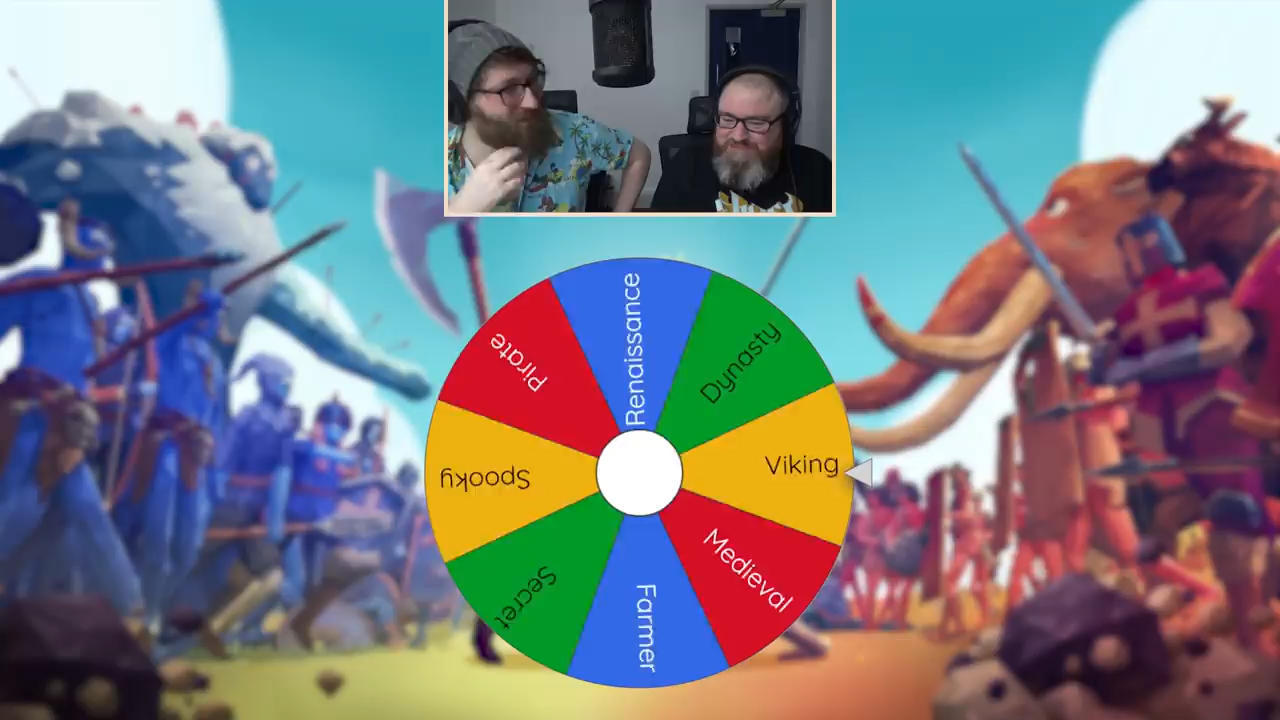 Renaissance
Dynasty
Viking
Medieval
Farmer
Secret
Spooky
Pirate